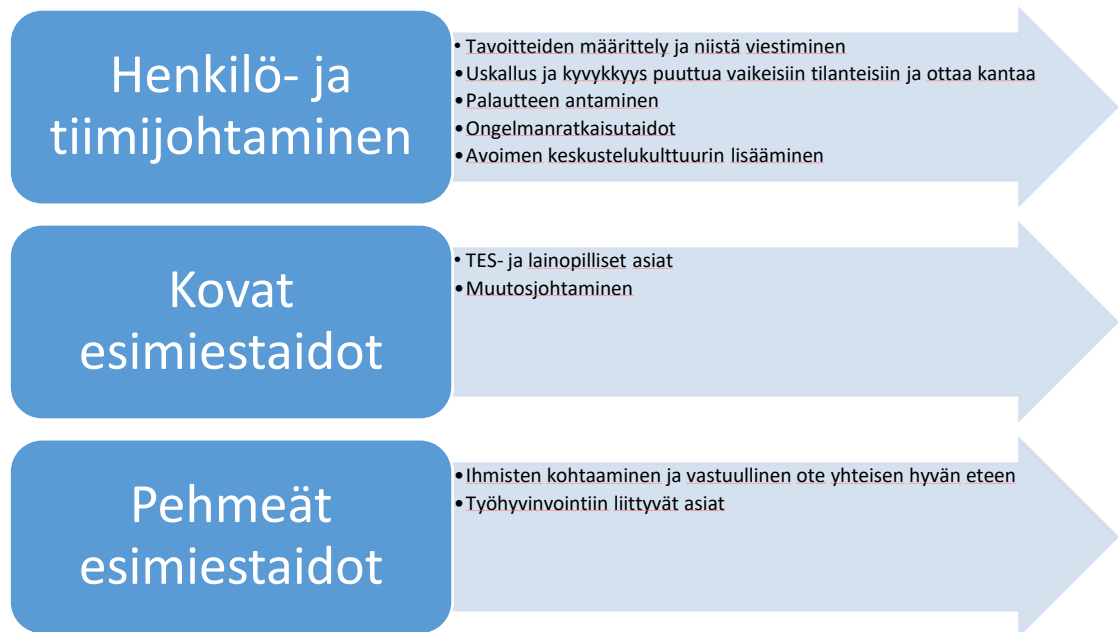 Henkilö- ja
tiimijohtaminen
• Tavoitteiden määrittely ja niistä viestiminen
• Uskallus ja kyvykkyys puuttua vaikeisiin tilanteisiin ja ottaa kantaa
• Palautteen antaminen
• Ongelmanratkaisutaidot
• Avoimen keskustelukulttuurin lisääminen
Kovat
esimiestaidot
• TES- ja lainopilliset asiat
• Muutosjohtaminen
Pehmeät
esimiestaidot
• Ihmisten kohtaaminen ja vastuullinen ote yhteisen hyvän eteen
• Työhyvinvointiin liittyvät asiat